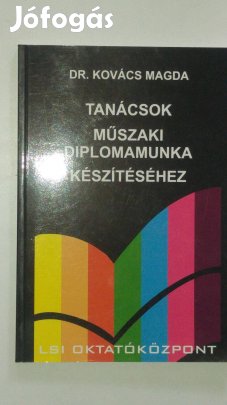 Jófogás
DR. KOVÁCS MAGDA
TANÁCSOK
MŰSZAKI
DIPLOMAMUNKA
KÉSZÍTÉSÉHEZ
LSI OKTATÓKÖZPONT